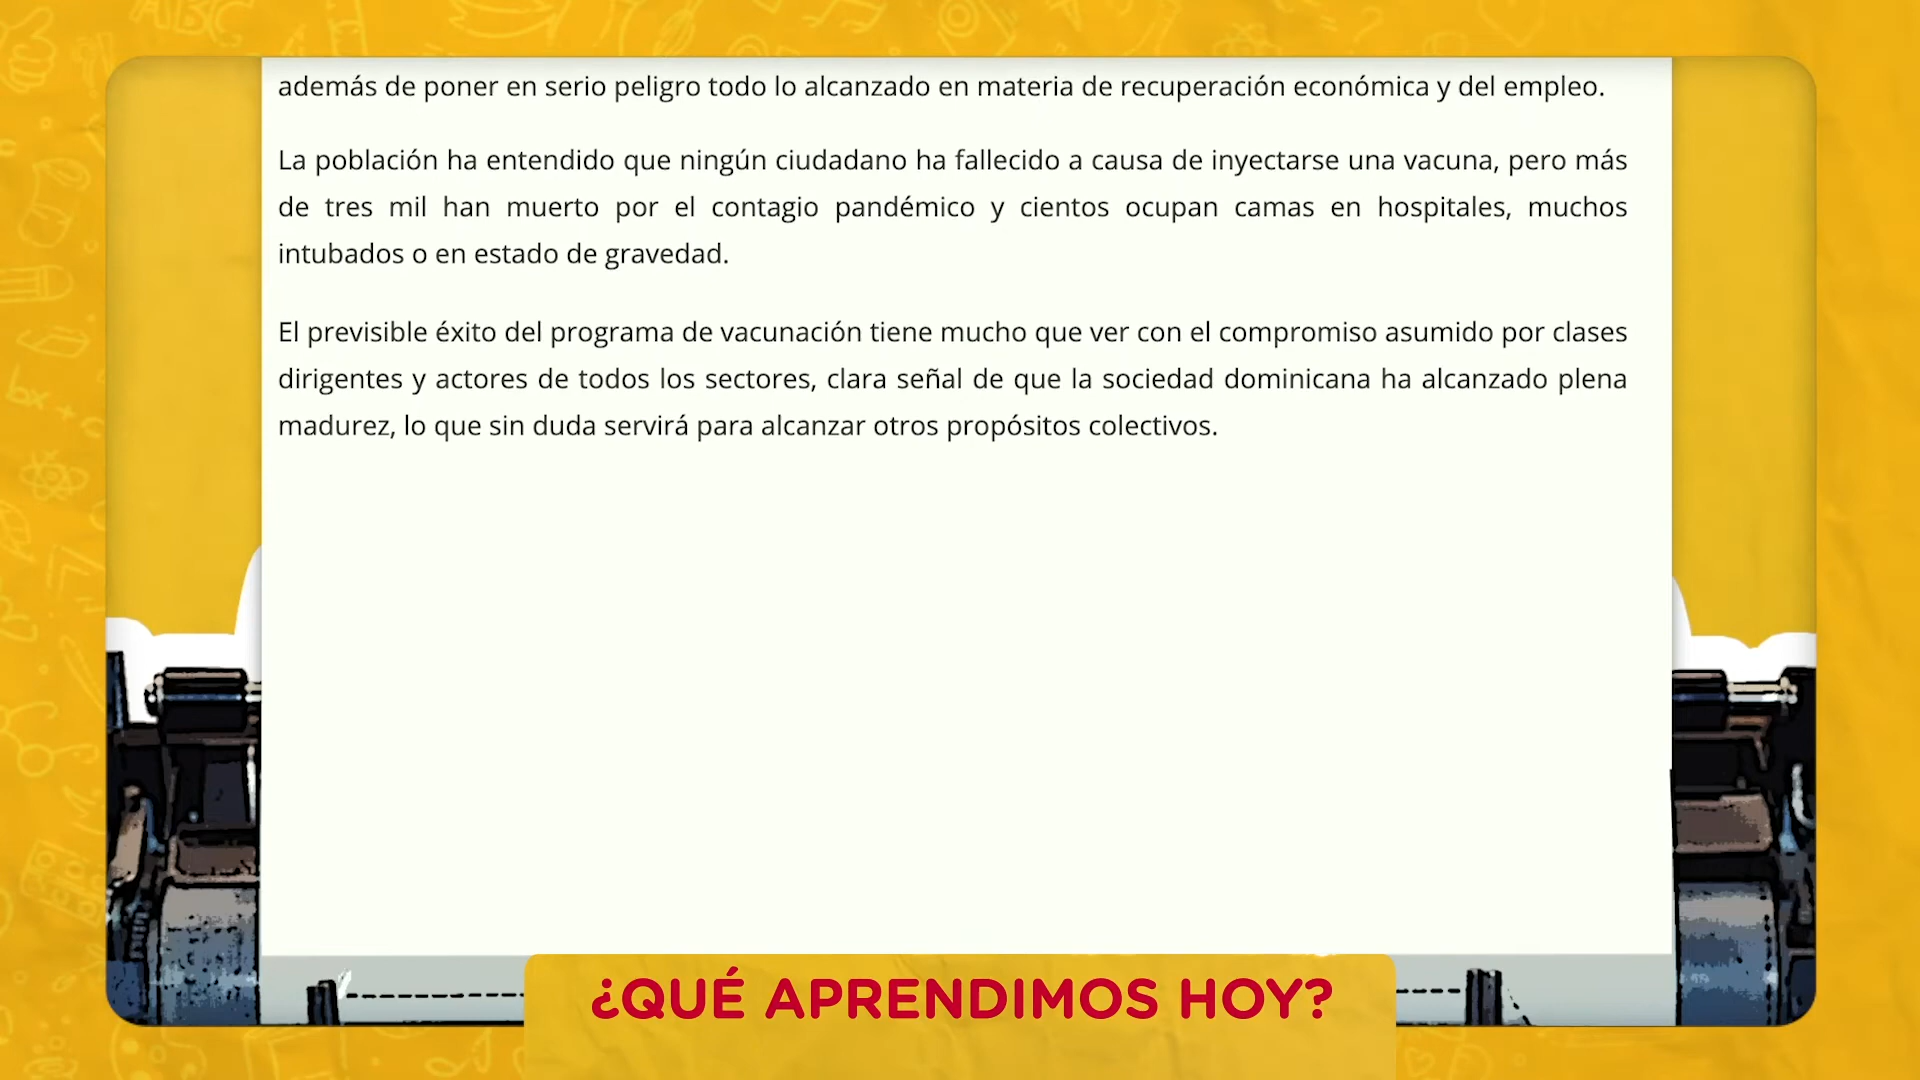 además de poner en serio peligro todo lo alcanzado en materia de recuperación económica y del empleo.
La población ha entendido que ningún ciudadano ha fallecido a causa de inyectarse una vacuna, pero más
de tres mil han muerto por el contagio pandémico y cientos ocupan camas en hospitales, muchos
intubados o en estado de gravedad.
El previsible éxito del programa de vacunación tiene mucho que ver con el compromiso asumido por clases
dirigentes y actores de todos los sectores, clara señal de que la sociedad dominicana ha alcanzado plena
madurez, lo que sin duda servirá para alcanzar otros propósitos colectivos.
¿QUÉ APRENDIMOS HOY?
ABC
bx + c